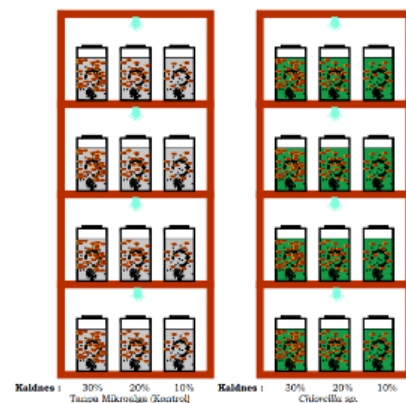 Kaldnes : 30% 20% 10% Kaldnes : 30% 20% 10%
Tanpa Mikroalga (Kontrol) Chlorella sp.